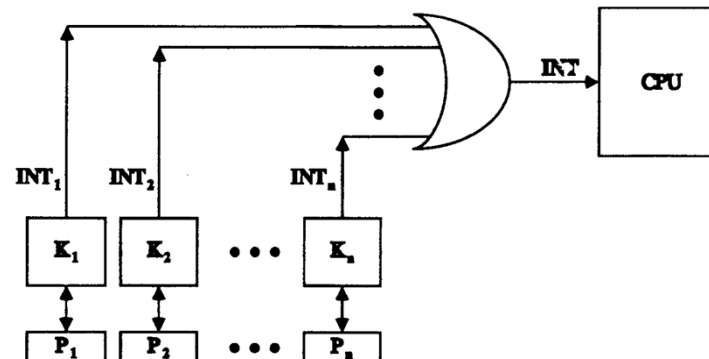 INT
CPU
INT₁
INT₂
INTₙ
K₁
K₂
Kₙ
P₁
P₂
Pₙ